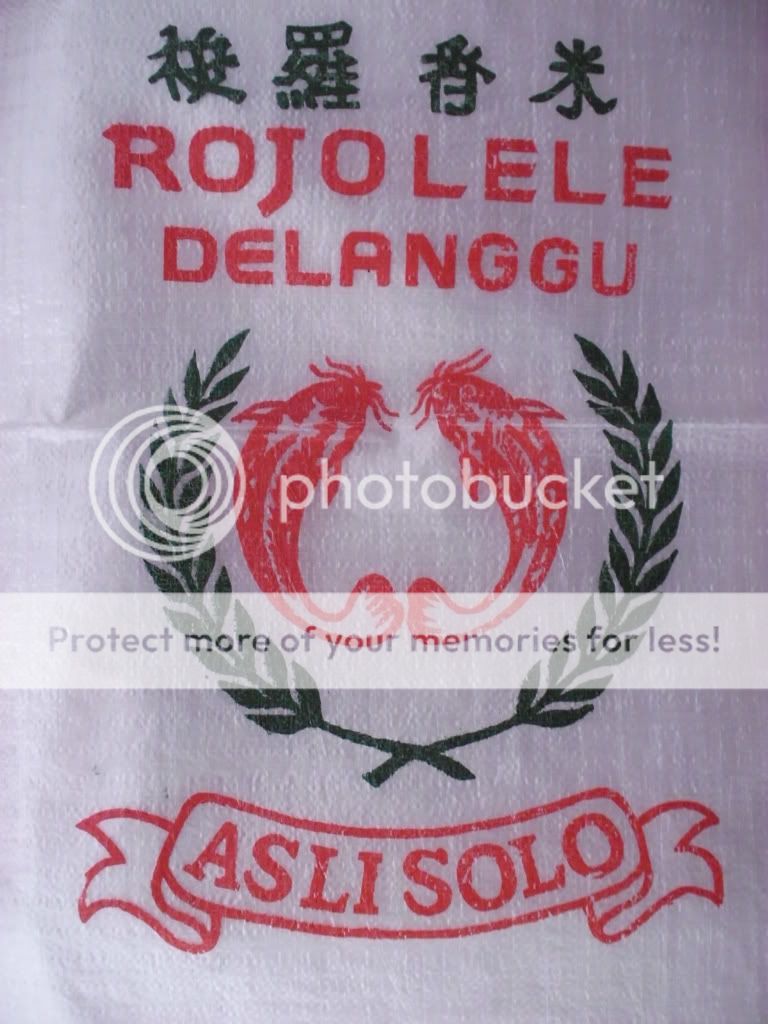 梭羅香米
ROJOLELE
DELANGGU
photobucket
Protect more of your memories for less!
ASLI SOLO